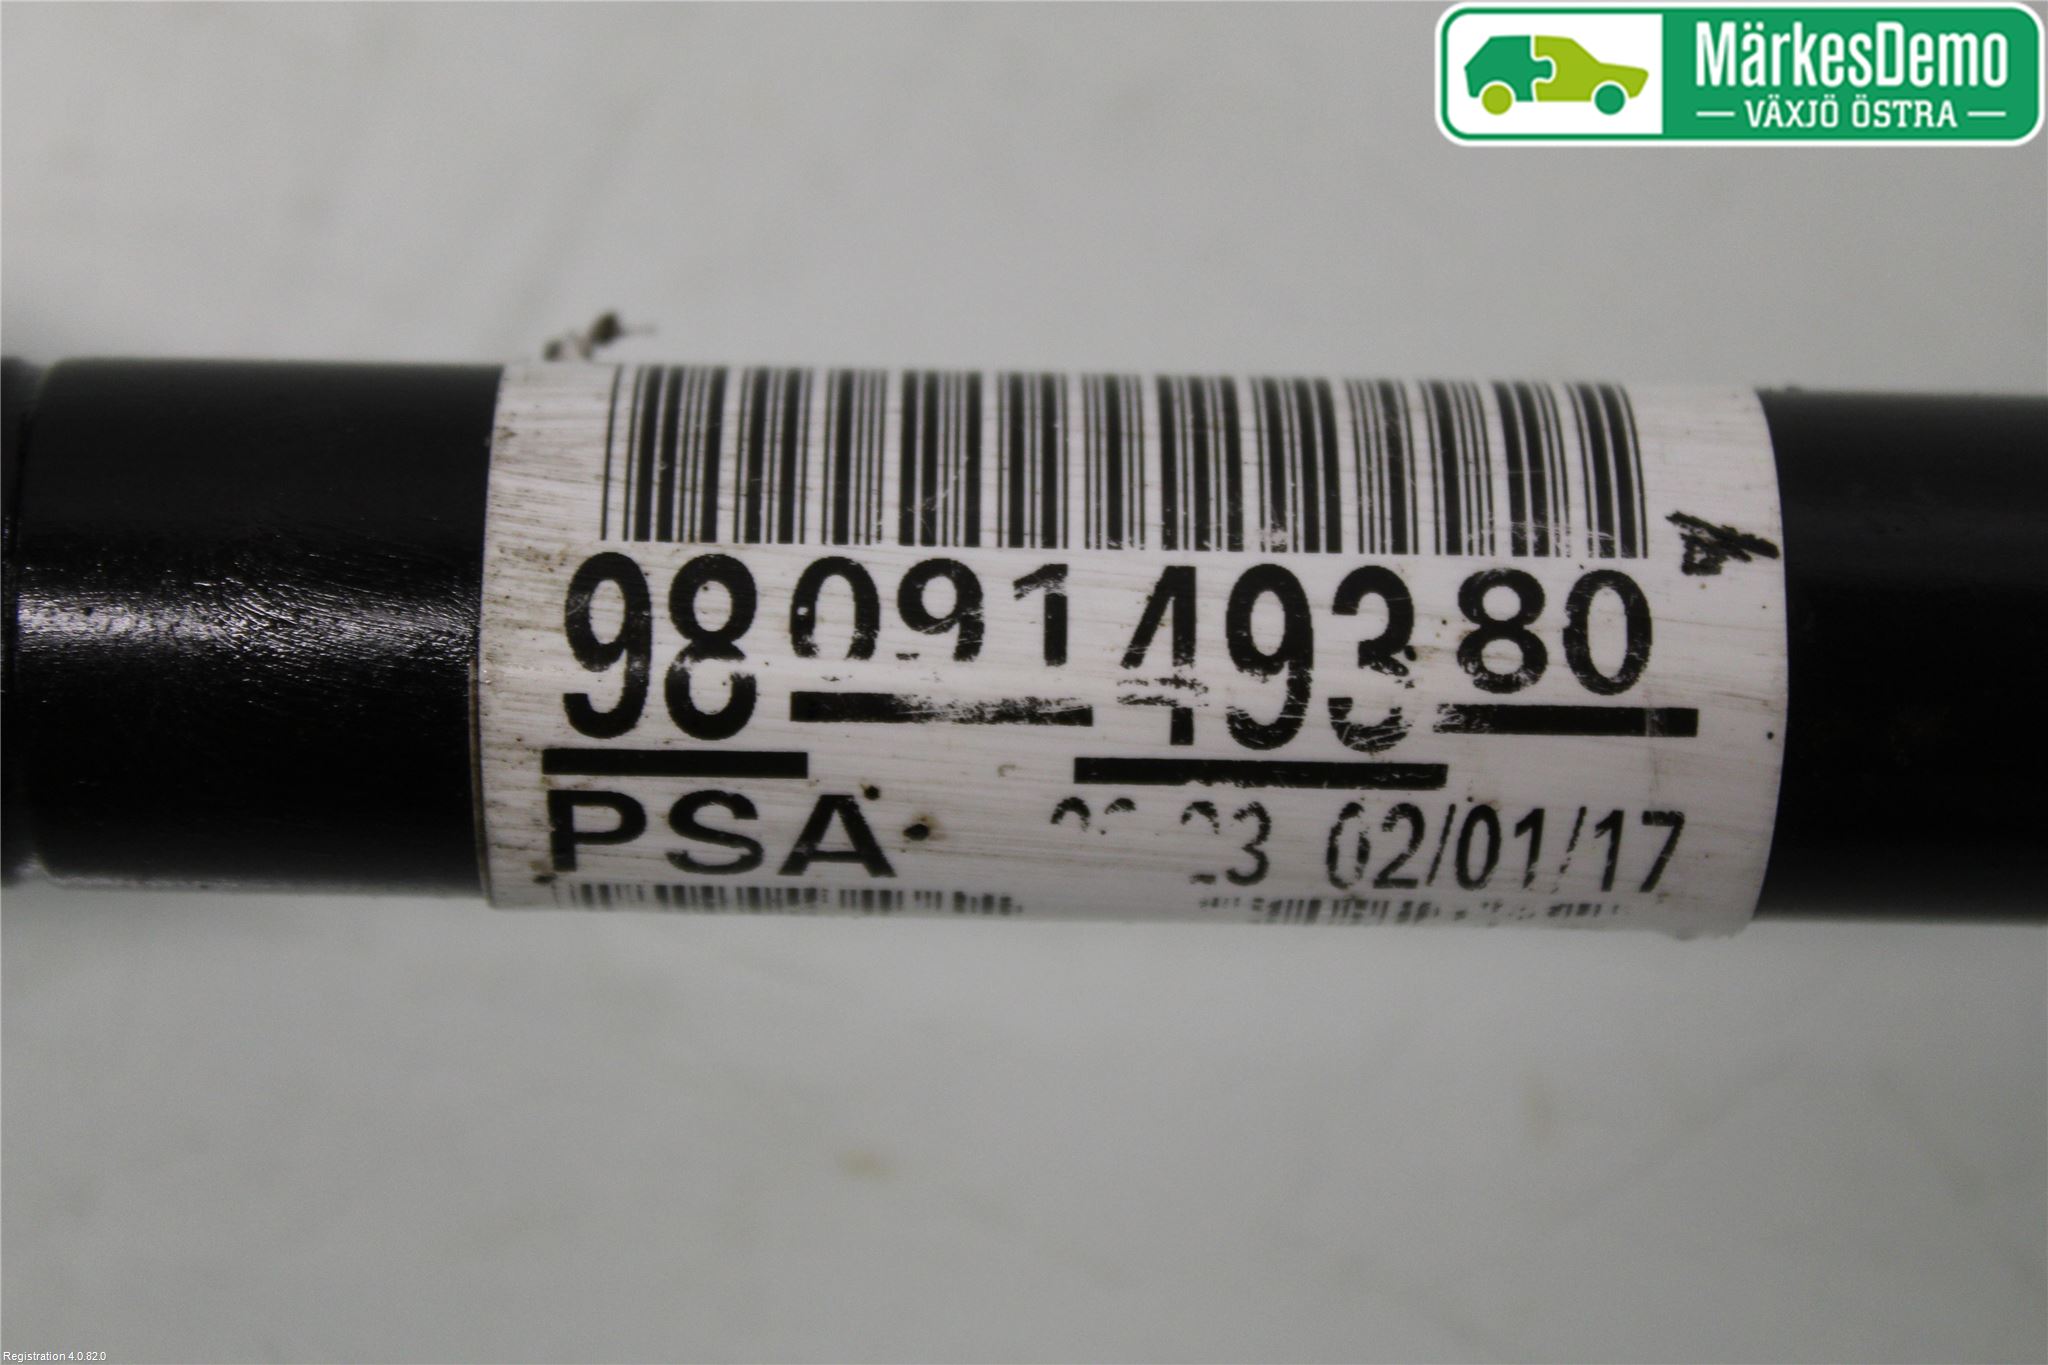 MärkesDemo
VÄXJÖ ÖSTRA
9809149380
PSA 02/01/17
Registration 4.0.82.0